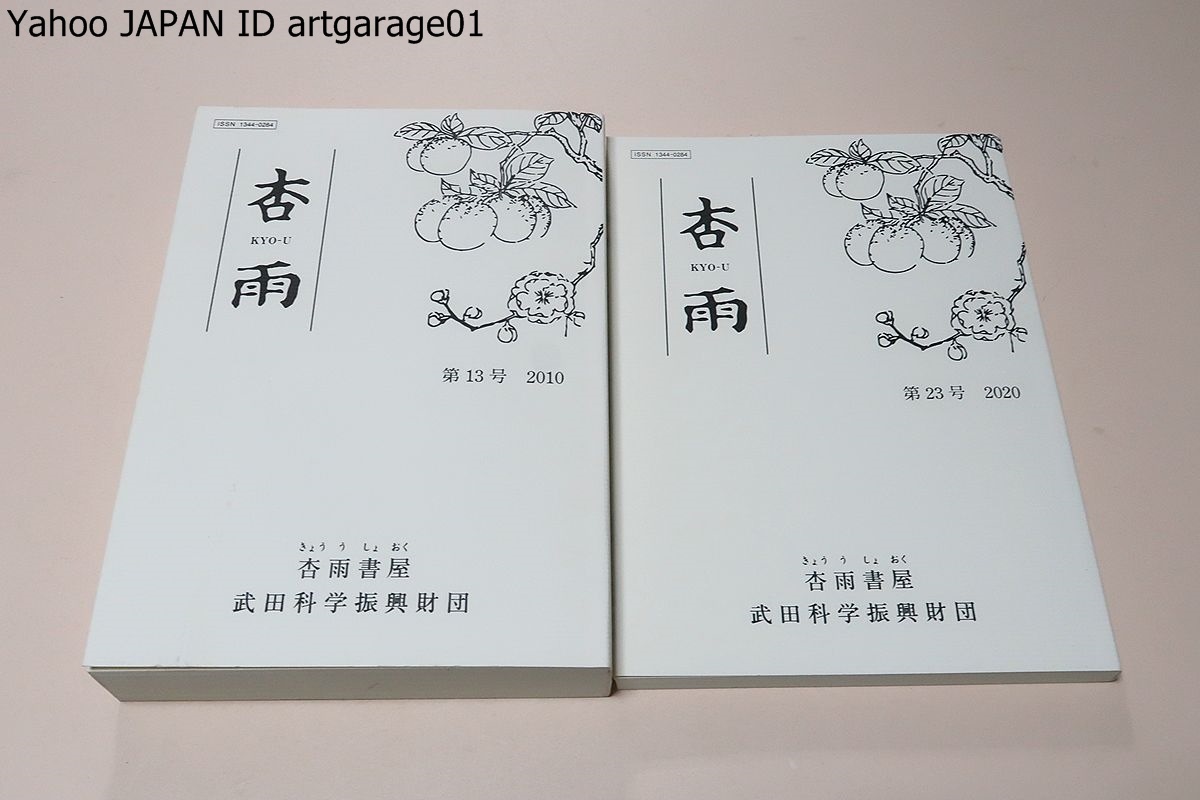 Yahoo JAPAN ID artgarage01
ISSN 1344-0284
杏
KYO-U
雨
第13号 2010
きょう う しょ おく
杏雨書屋
武田科学振興財団
ISSN 1344-0284
杏
KYO-U
雨
第23号 2020
きょう う しょ おく
杏雨書屋
武田科学振興財団